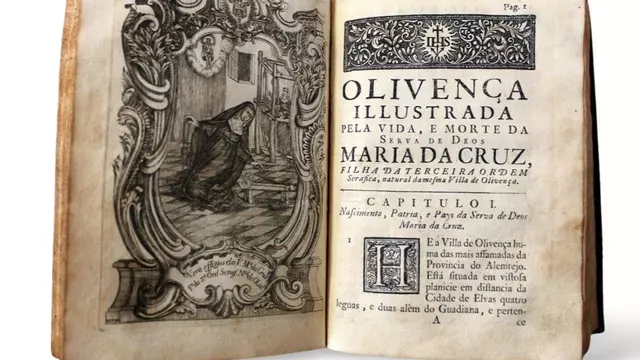 Pag. 1
IHS
OLIVENÇA
ILLUSTRADA
PELA VIDA, E MORTE DA
SERVA DE DEOS
MARIA DA CRUZ,
FILHA DA TERCEIRA ORDEM
Serafica, natural da mesma Villa de Olivença.
CAPITULO I.
Nascimento, Patria, e Pays da Serva de Deos
Maria da Cruz.
1 HE a Villa de Olivença hu-
ma das mais affamadas da
Provincia do Alemtejo.
Està situada em vistosa
planicie em distancia da
Cidade de Elvas quatro
leguas, e duas alèm do Guadiana, e perten-
A ce